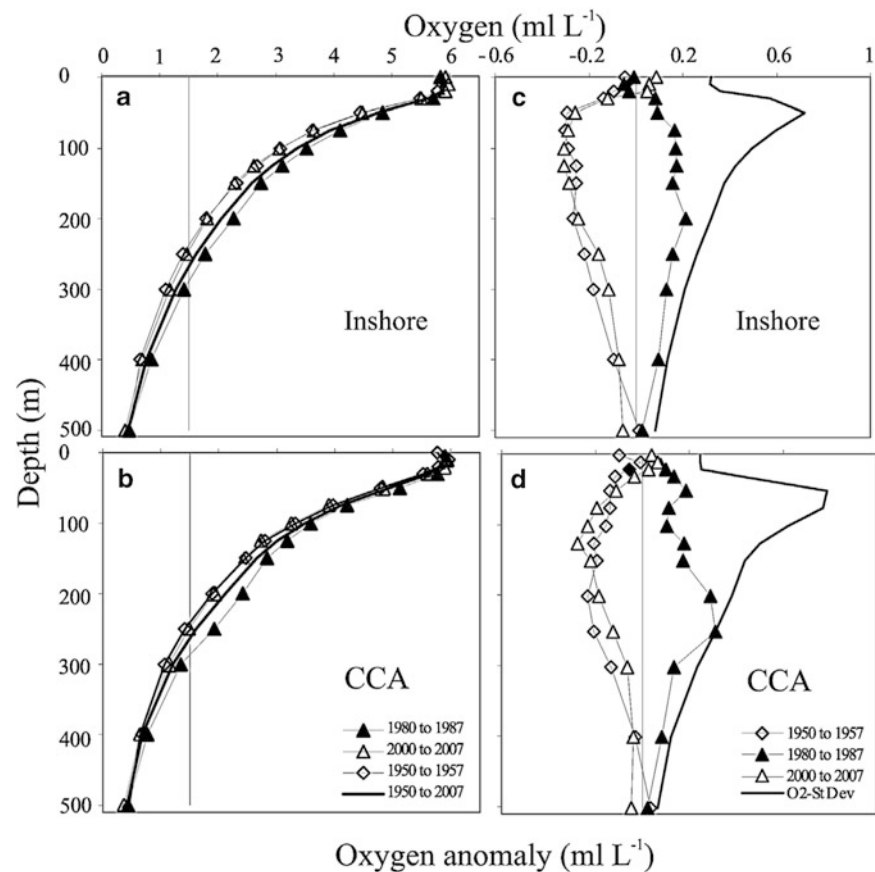 Oxygen (ml L-1)
0 1 2 3 4 5 6
-0.6 -0.2 0.2 0.6 1
a
c
0
100
200
300
400
500
Inshore
Inshore
Depth (m)
0
100
200
300
400
500
b
d
CCA
1980 to 1987
2000 to 2007
1950 to 1957
1950 to 2007
CCA
1950 to 1957
1980 to 1987
2000 to 2007
O2-St Dev
Oxygen anomaly (ml L-1)